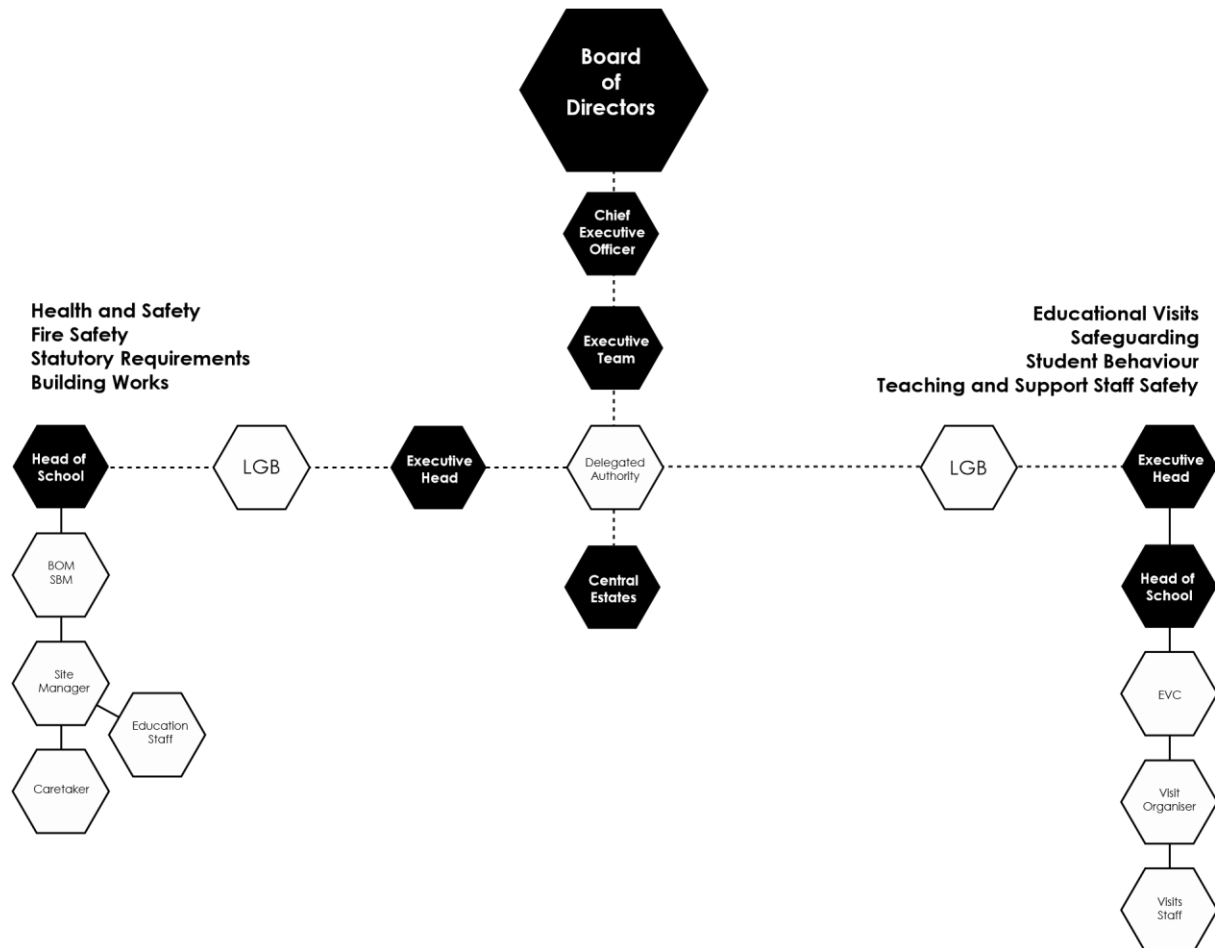 Board
of
Directors
Chief
Executive
Officer
Health and Safety
Fire Safety
Statutory Requirements
Building Works
Executive
Team
Educational Visits
Safeguarding
Student Behaviour
Teaching and Support Staff Safety
Head of
School
LGB
Executive
Head
Delegated
Authority
LGB
Executive
Head
BOM
SBM
Central
Estates
Head of
School
Site
Manager
Education
Staff
EVC
Caretaker
Visit
Organiser
Visits
Staff